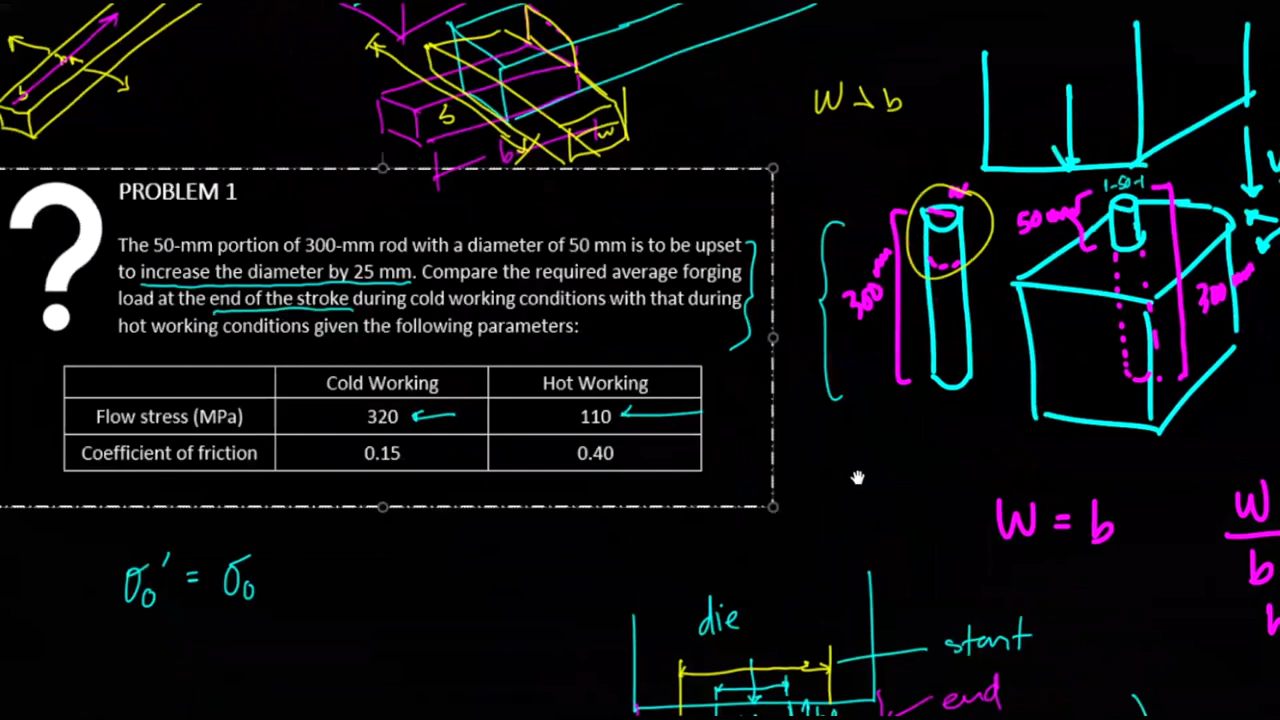 b
5
b
w
W ⊥ b
1-50-1
50 mm
300 mm
300 mm
?
PROBLEM 1
The 50-mm portion of 300-mm rod with a diameter of 50 mm is to be upset
to increase the diameter by 25 mm. Compare the required average forging
load at the end of the stroke during cold working conditions with that during
hot working conditions given the following parameters:
Cold Working Hot Working
Flow stress (MPa) 320 110
Coefficient of friction 0.15 0.40
W = b
W
b
σ₀' = σ₀
die
start
end